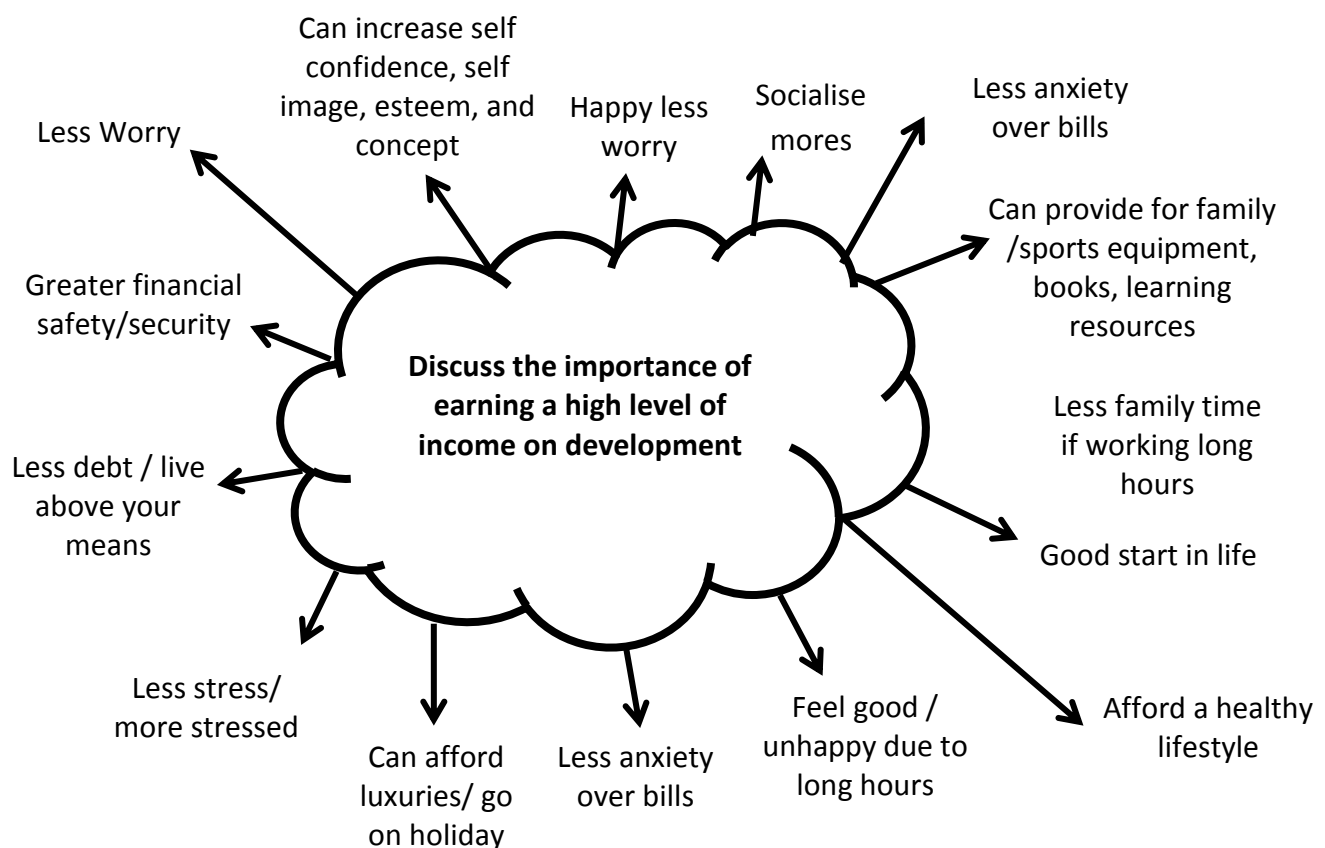 Can increase self
confidence, self
image, esteem, and
concept
Happy less
worry
Socialise
mores
Less anxiety
over bills
Less Worry
Can provide for family
/sports equipment,
books, learning
resources
Greater financial
safety/security
Discuss the importance of
earning a high level of
income on development
Less family time
if working long
hours
Less debt / live
above your
means
Good start in life
Less stress/
more stressed
Can afford
luxuries/ go
on holiday
Less anxiety
over bills
Feel good /
unhappy due to
long hours
Afford a healthy
lifestyle